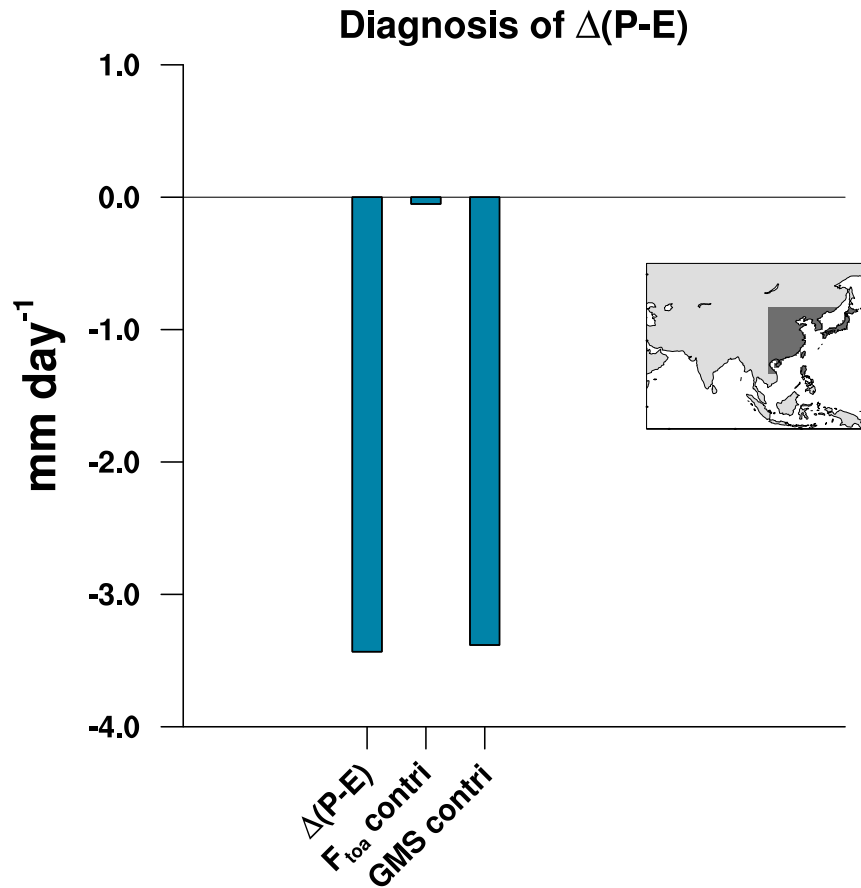 Diagnosis of Δ(P-E)
1.0
0.0
-1.0
-2.0
-3.0
-4.0
mm day⁻¹
Δ(P-E)
Fₜₒₐ contri
GMS contri